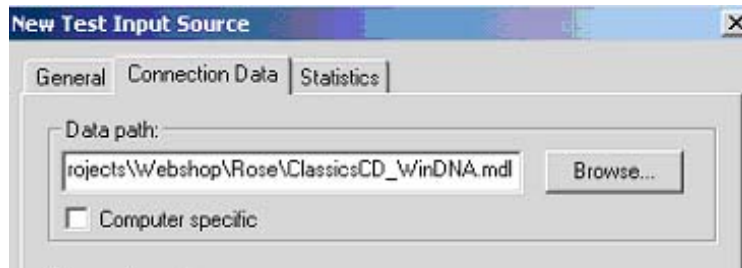 New Test Input Source
General Connection Data Statistics
Data path:
rojects\Webshop\Rose\ClassicsCD_WinDNA.mdl Browse...
Computer specific